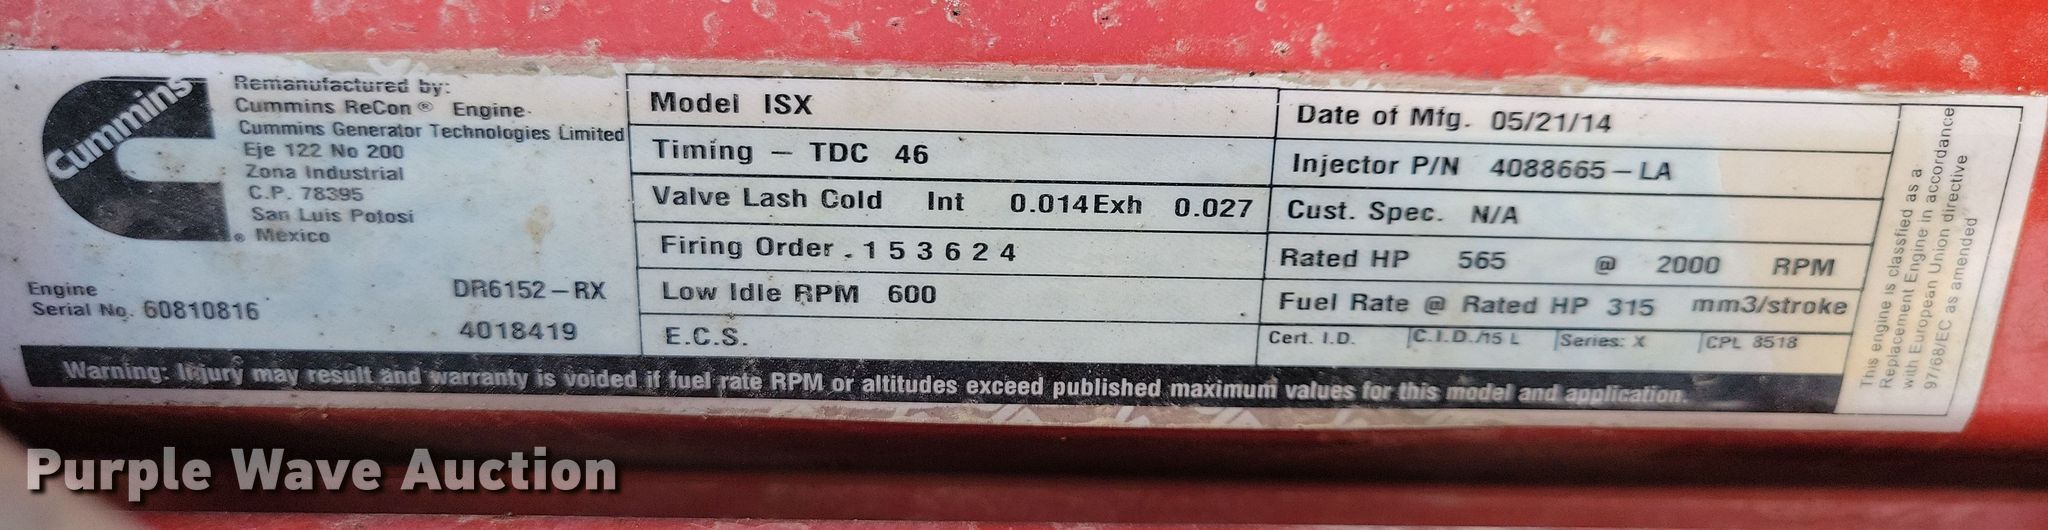 Cummins
Remanufactured by:
Cummins ReCon ® Engine
Cummins Generator Technologies Limited
Eje 122 No 200
Zona Industrial
C.P. 78395
San Luis Potosi
® Mexico
Engine
Serial No. 60810816
DR6152-RX
4018419
Model ISX
Timing - TDC 46
Valve Lash Cold Int 0.014 Exh 0.027
Firing Order . 1 5 3 6 2 4
Low Idle RPM 600
E.C.S.
Date of Mfg. 05/21/14
Injector P/N 4088665-LA
Cust. Spec. N/A
Rated HP 565 @ 2000 RPM
Fuel Rate @ Rated HP 315 mm3/stroke
Cert. I.D. C.I.D./15 L Series: X CPL 8518
This engine is classfied as a
Replacement Engine in accordance
with European Union directive
97/68/EC as amended
Warning: Injury may result and warranty is voided if fuel rate RPM or altitudes exceed published maximum values for this model and application.
Purple Wave Auction